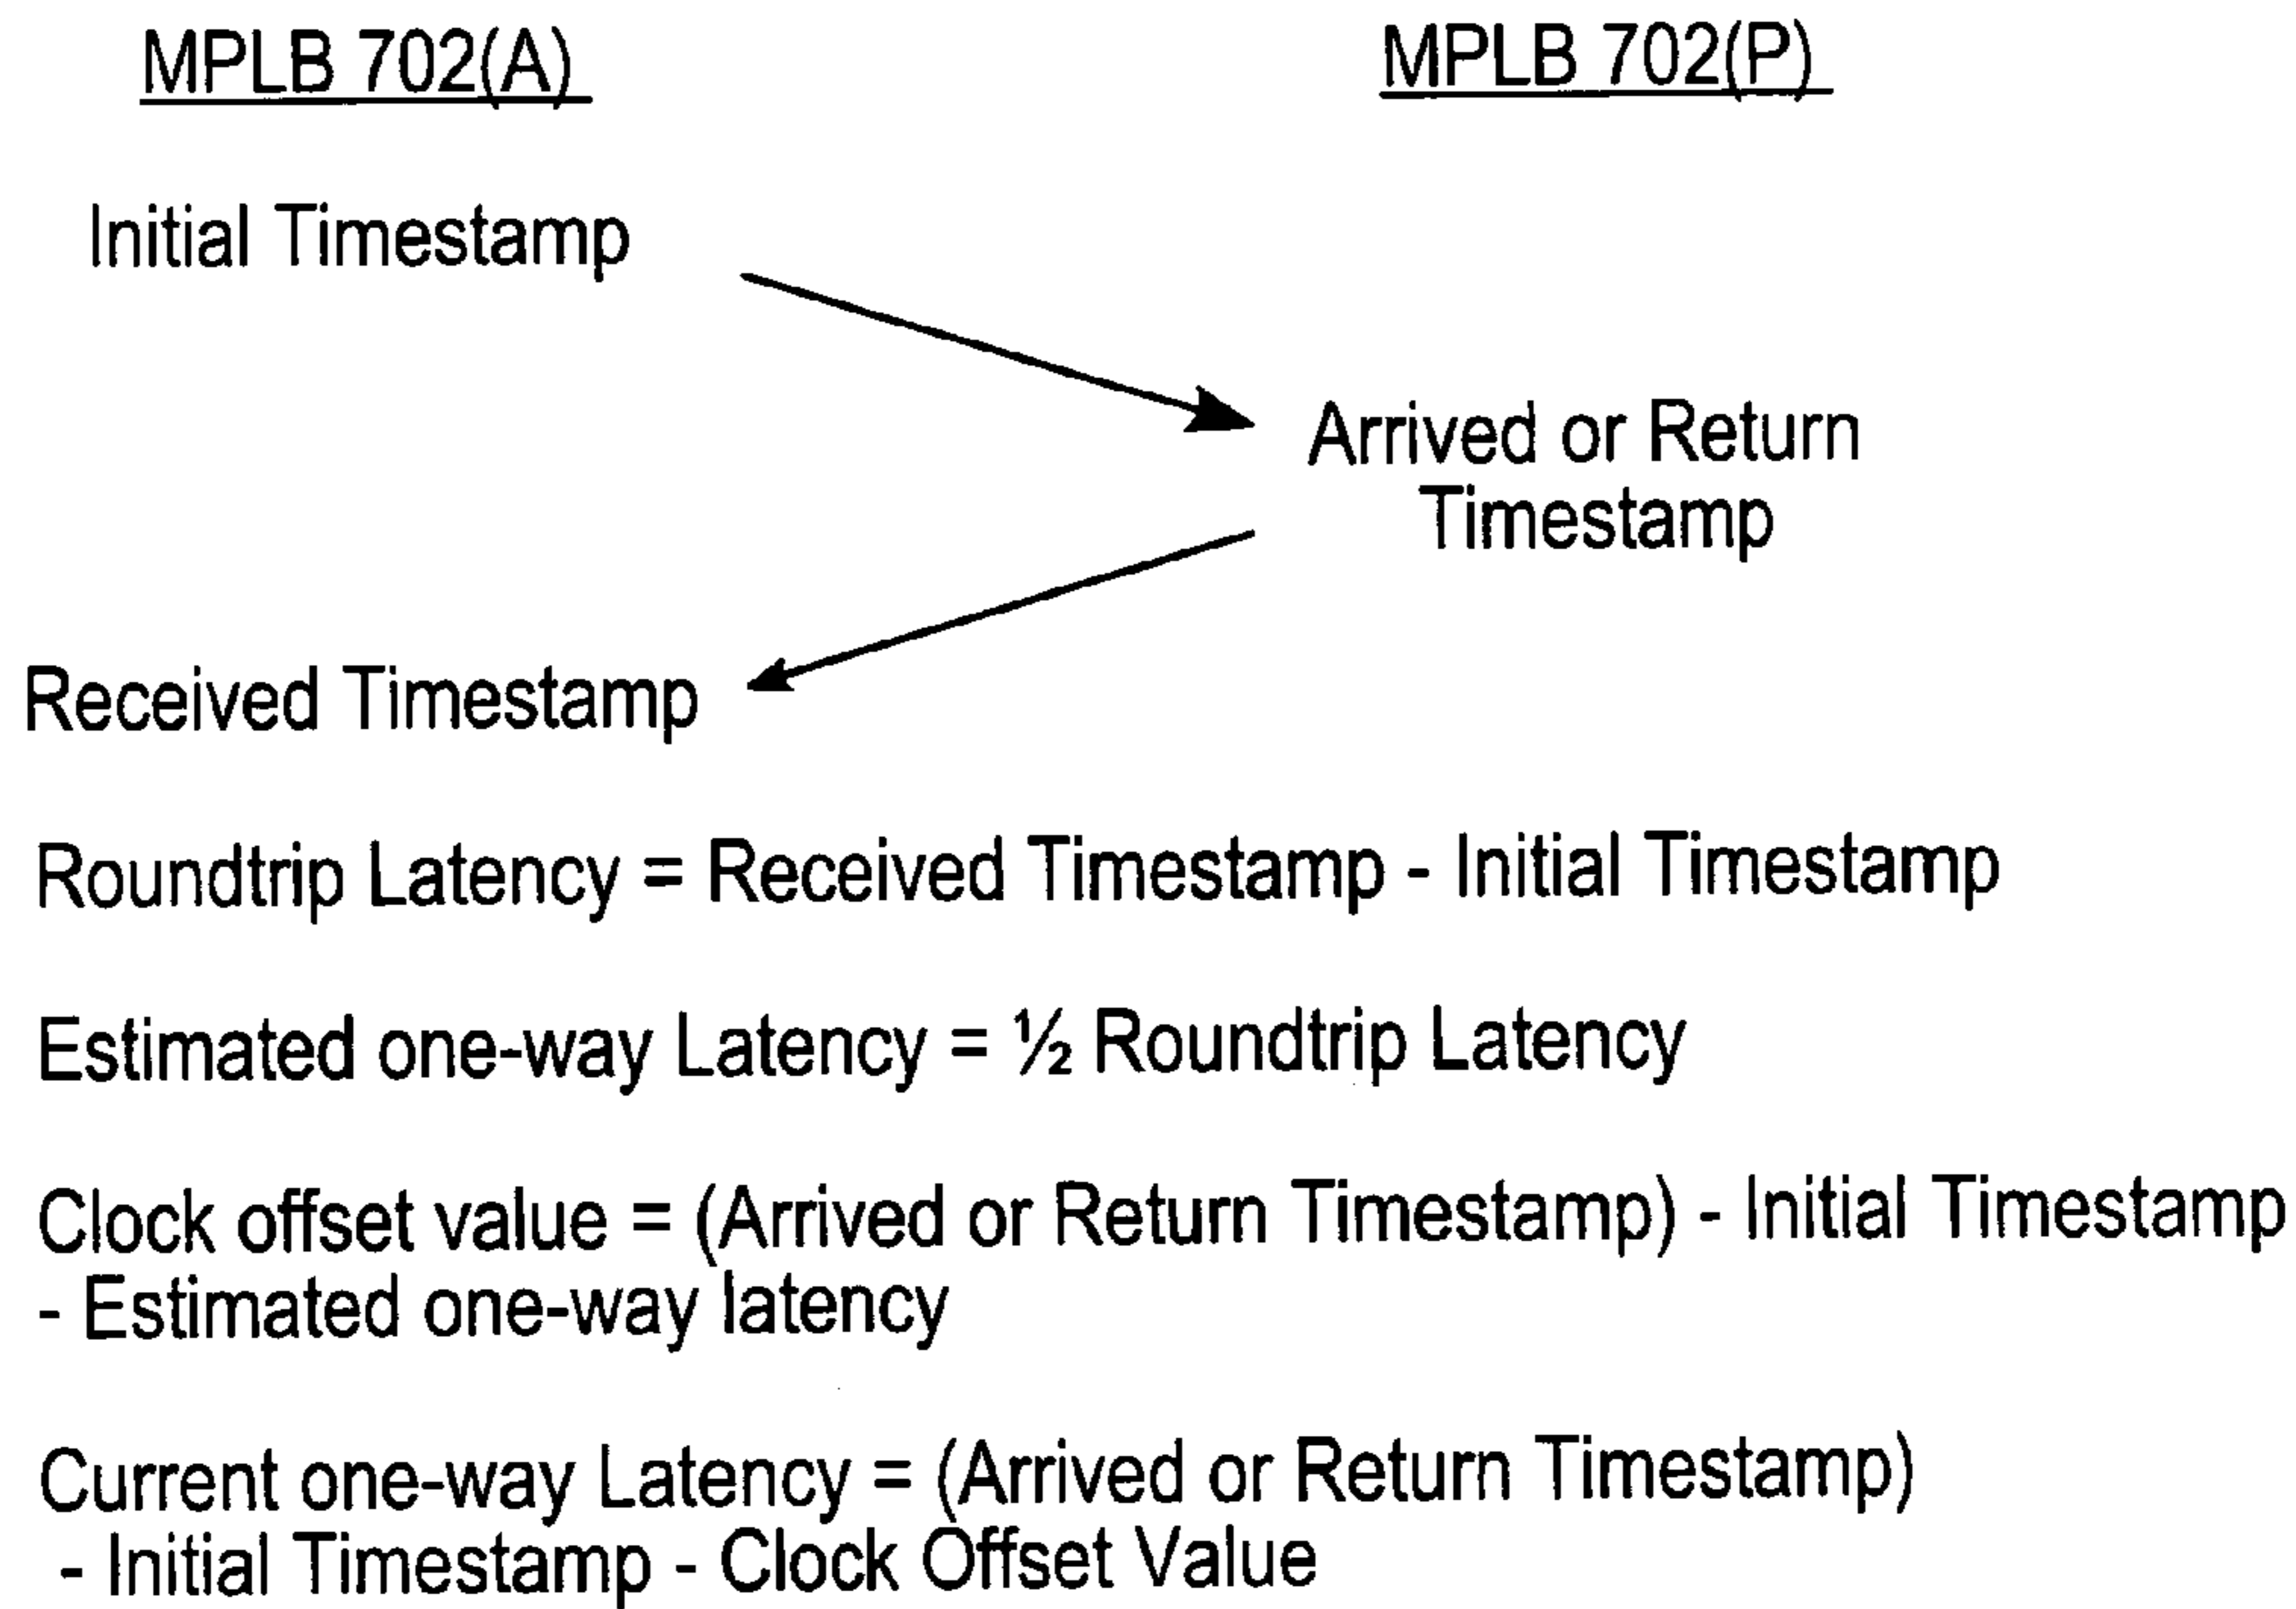 MPLB 702(A)
MPLB 702(P)
Initial Timestamp
Arrived or Return
Timestamp
Received Timestamp
Roundtrip Latency = Received Timestamp - Initial Timestamp
Estimated one-way Latency = ½ Roundtrip Latency
Clock offset value = (Arrived or Return Timestamp) - Initial Timestamp
- Estimated one-way latency
Current one-way Latency = (Arrived or Return Timestamp)
- Initial Timestamp - Clock Offset Value